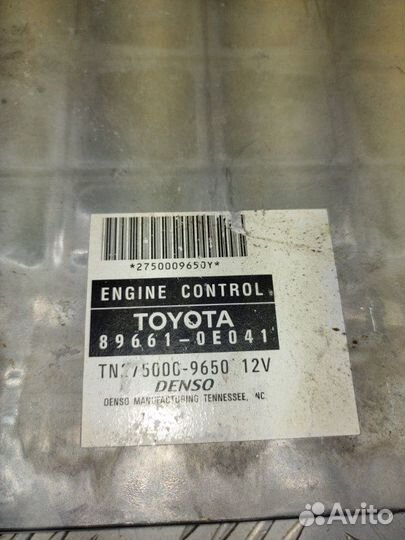 *2750009650Y*
ENGINE CONTROL
TOYOTA
89661-0E041
TN275000-9650 12V
DENSO
DENSO MANUFACTURING TENNESSEE, INC.
Avito